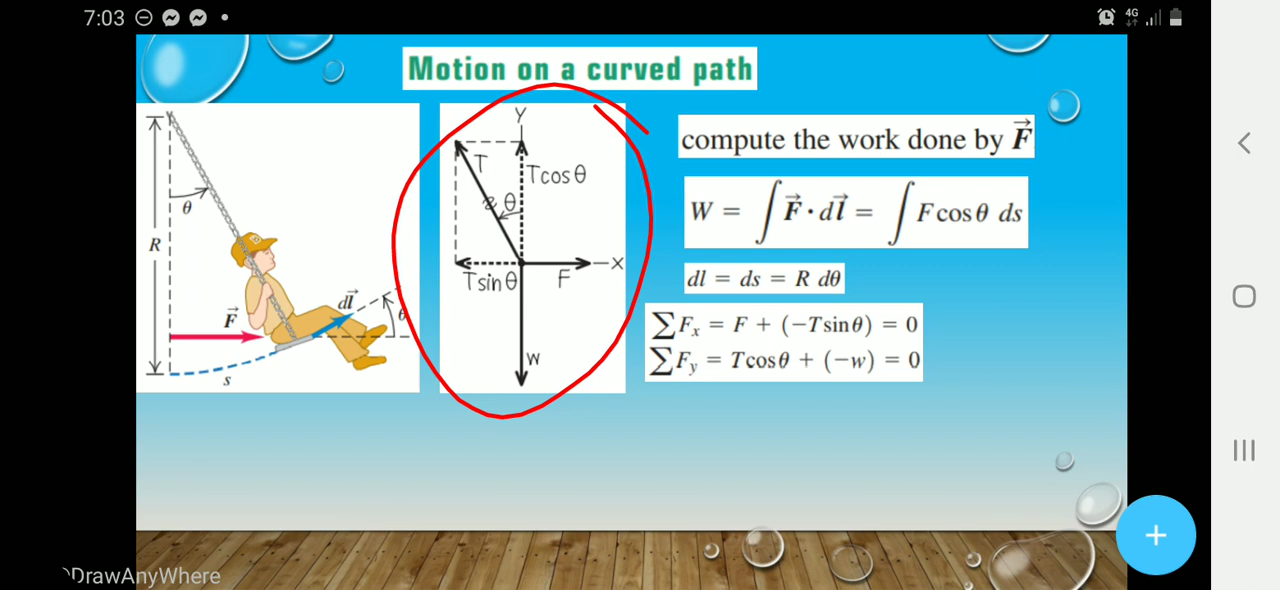 7:03
4G
Motion on a curved path
R
θ
F⃗
dl⃗
θ
s
Y
T
Tcosθ
θ
Tsinθ
F
X
W
compute the work done by F⃗
W = ∫ F⃗ · dl⃗ = ∫ F cos θ ds
dl = ds = R dθ
∑Fx = F + (−T sin θ) = 0
∑Fy = T cos θ + (−w) = 0
DrawAnyWhere